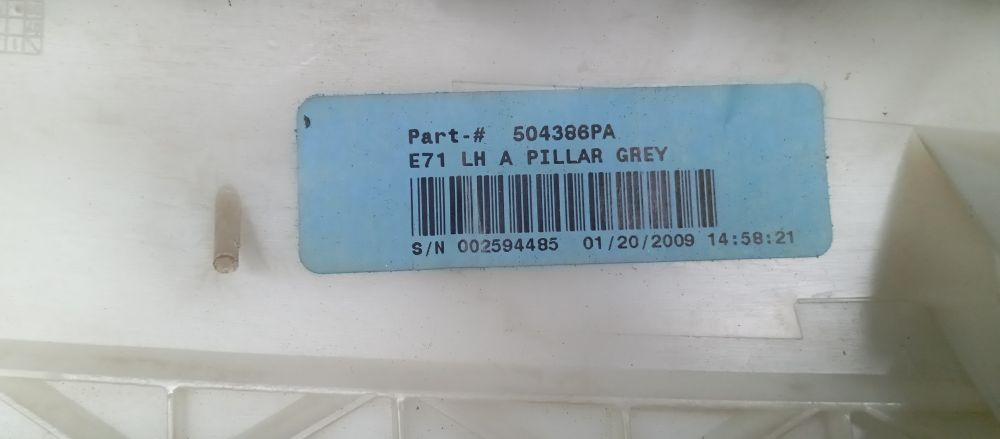 Part-# 504386PA
E71 LH A PILLAR GREY
S/N 002594485 01/20/2009 14:58:21